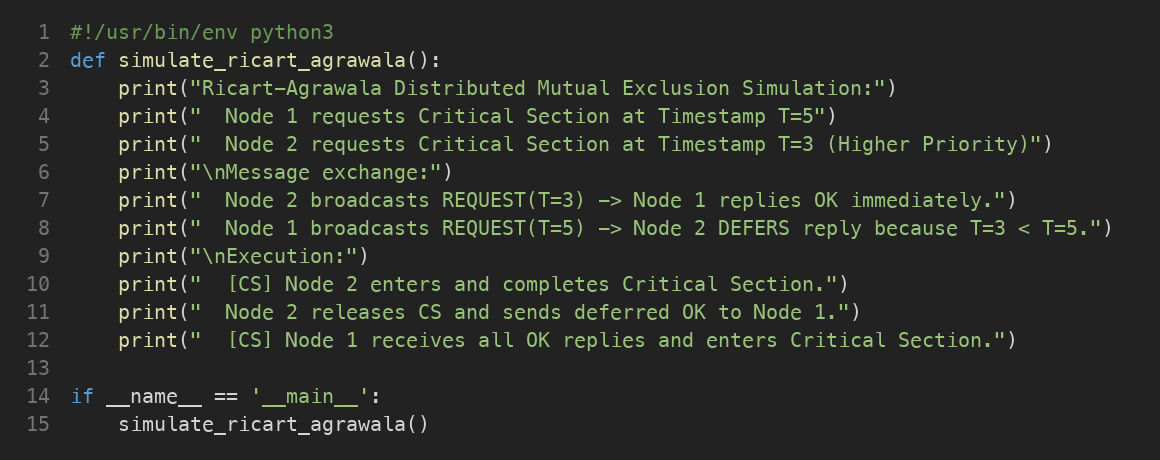 1 #!/usr/bin/env python3
2 def simulate_ricart_agrawala():
3     print("Ricart-Agrawala Distributed Mutual Exclusion Simulation:")
4     print("  Node 1 requests Critical Section at Timestamp T=5")
5     print("  Node 2 requests Critical Section at Timestamp T=3 (Higher Priority)")
6     print("\nMessage exchange:")
7     print("  Node 2 broadcasts REQUEST(T=3) -> Node 1 replies OK immediately.")
8     print("  Node 1 broadcasts REQUEST(T=5) -> Node 2 DEFERS reply because T=3 < T=5.")
9     print("\nExecution:")
10     print("  [CS] Node 2 enters and completes Critical Section.")
11     print("  Node 2 releases CS and sends deferred OK to Node 1.")
12     print("  [CS] Node 1 receives all OK replies and enters Critical Section.")
13
14 if __name__ == '__main__':
15     simulate_ricart_agrawala()